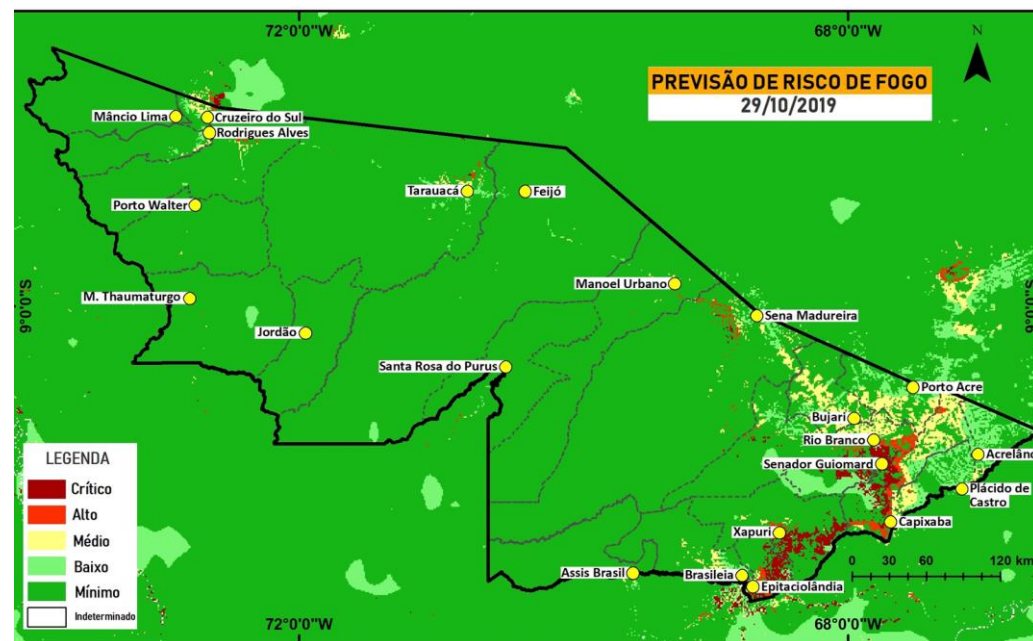 72°0'0"W
68°0'0"W
N
PREVISÃO DE RISCO DE FOGO
29/10/2019
Mâncio Lima
Cruzeiro do Sul
Rodrigues Alves
Tarauacá
Feijó
Porto Walter
Manoel Urbano
M. Thaumaturgo
9°0'0"S
9°0'0"S
Sena Madureira
Jordão
Santa Rosa do Purus
Porto Acre
Bujari
Rio Branco
Acrelând
Senador Guiomard
Plácido de
Castro
Capixaba
Xapuri
Assis Brasil
Brasileia
Epitaciolândia
0 30 60 120 km
LEGENDA
Crítico
Alto
Médio
Baixo
Mínimo
Indeterminado
72°0'0"W
68°0'0"W